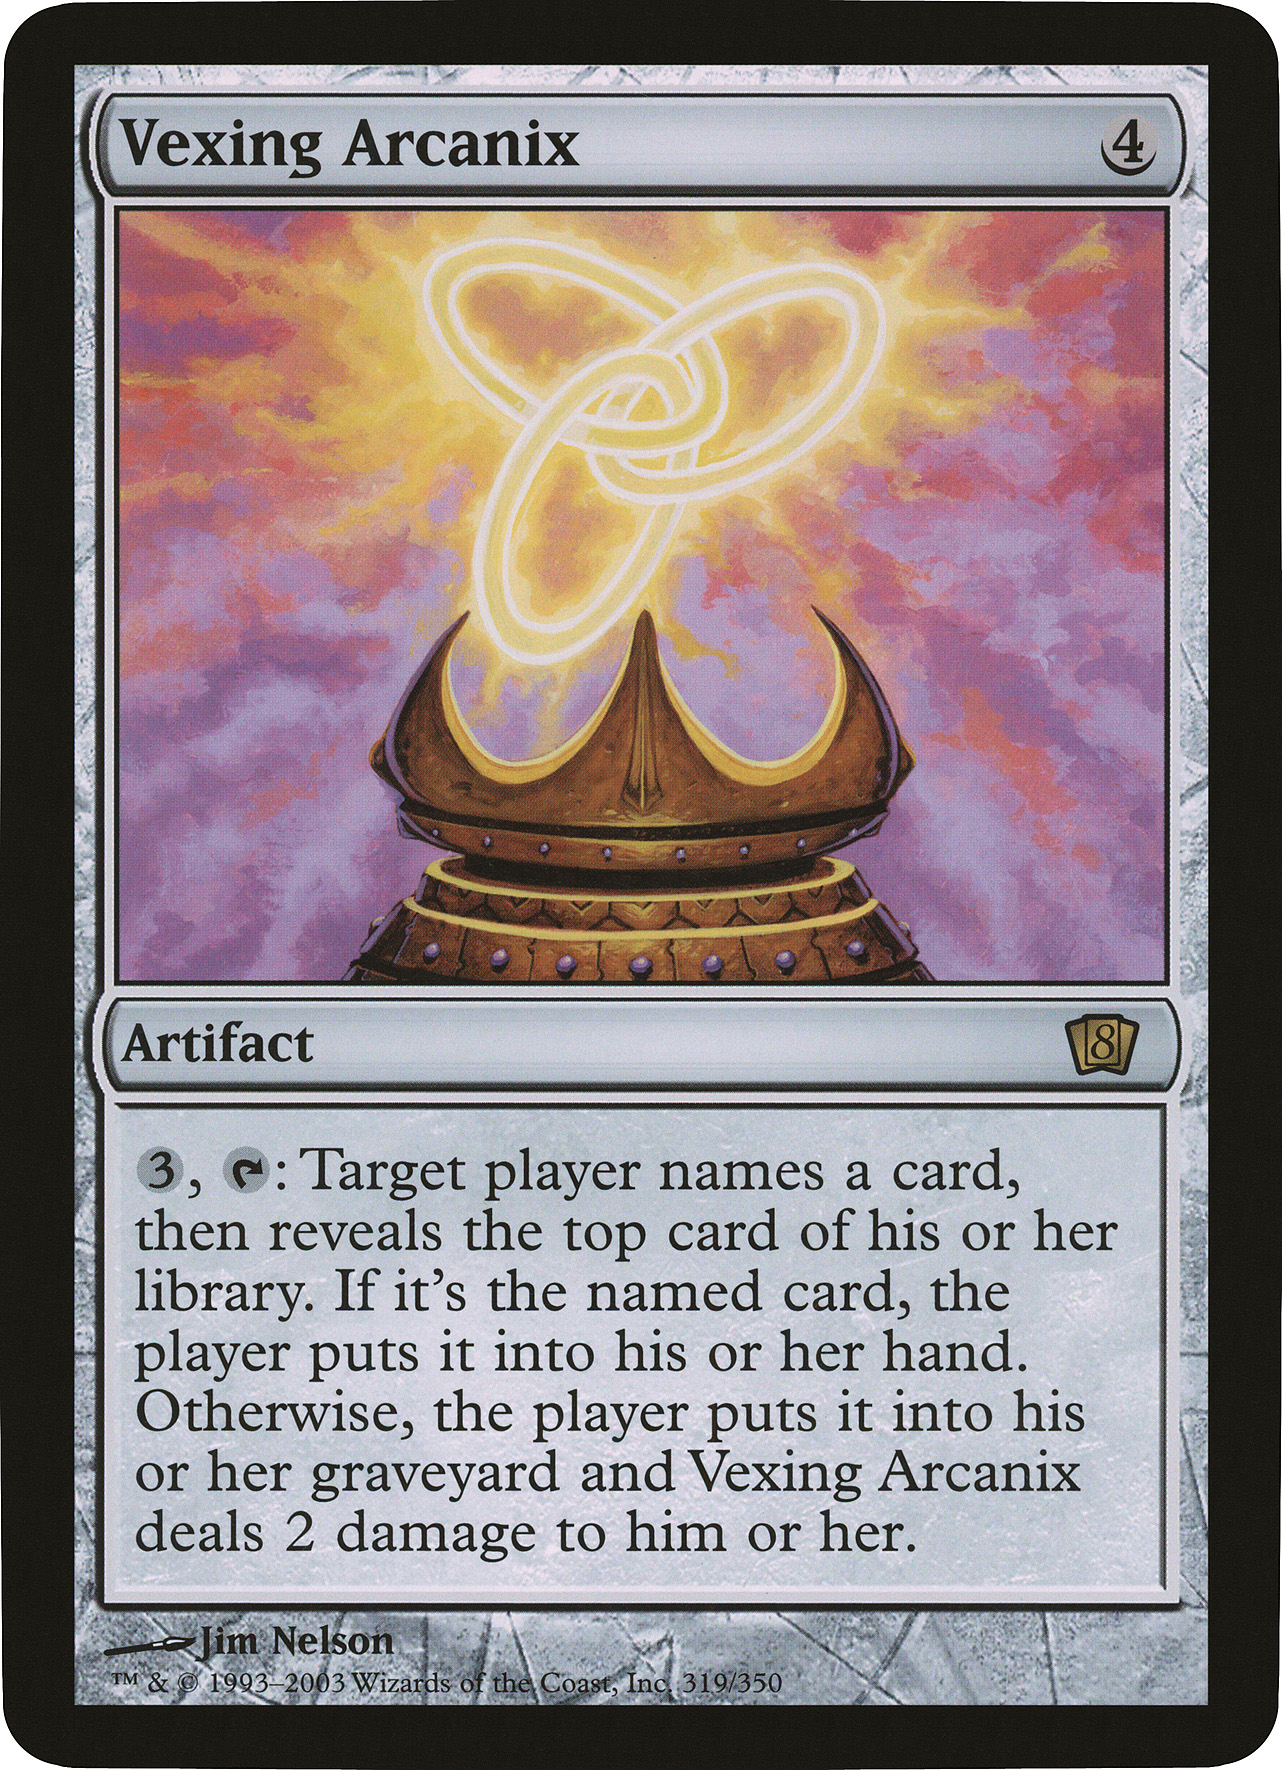 Vexing Arcanix 4
Artifact 8
3, : Target player names a card,
then reveals the top card of his or her
library. If it's the named card, the
player puts it into his or her hand.
Otherwise, the player puts it into his
or her graveyard and Vexing Arcanix
deals 2 damage to him or her.
Jim Nelson
™ & © 1993–2003 Wizards of the Coast, Inc. 319/350